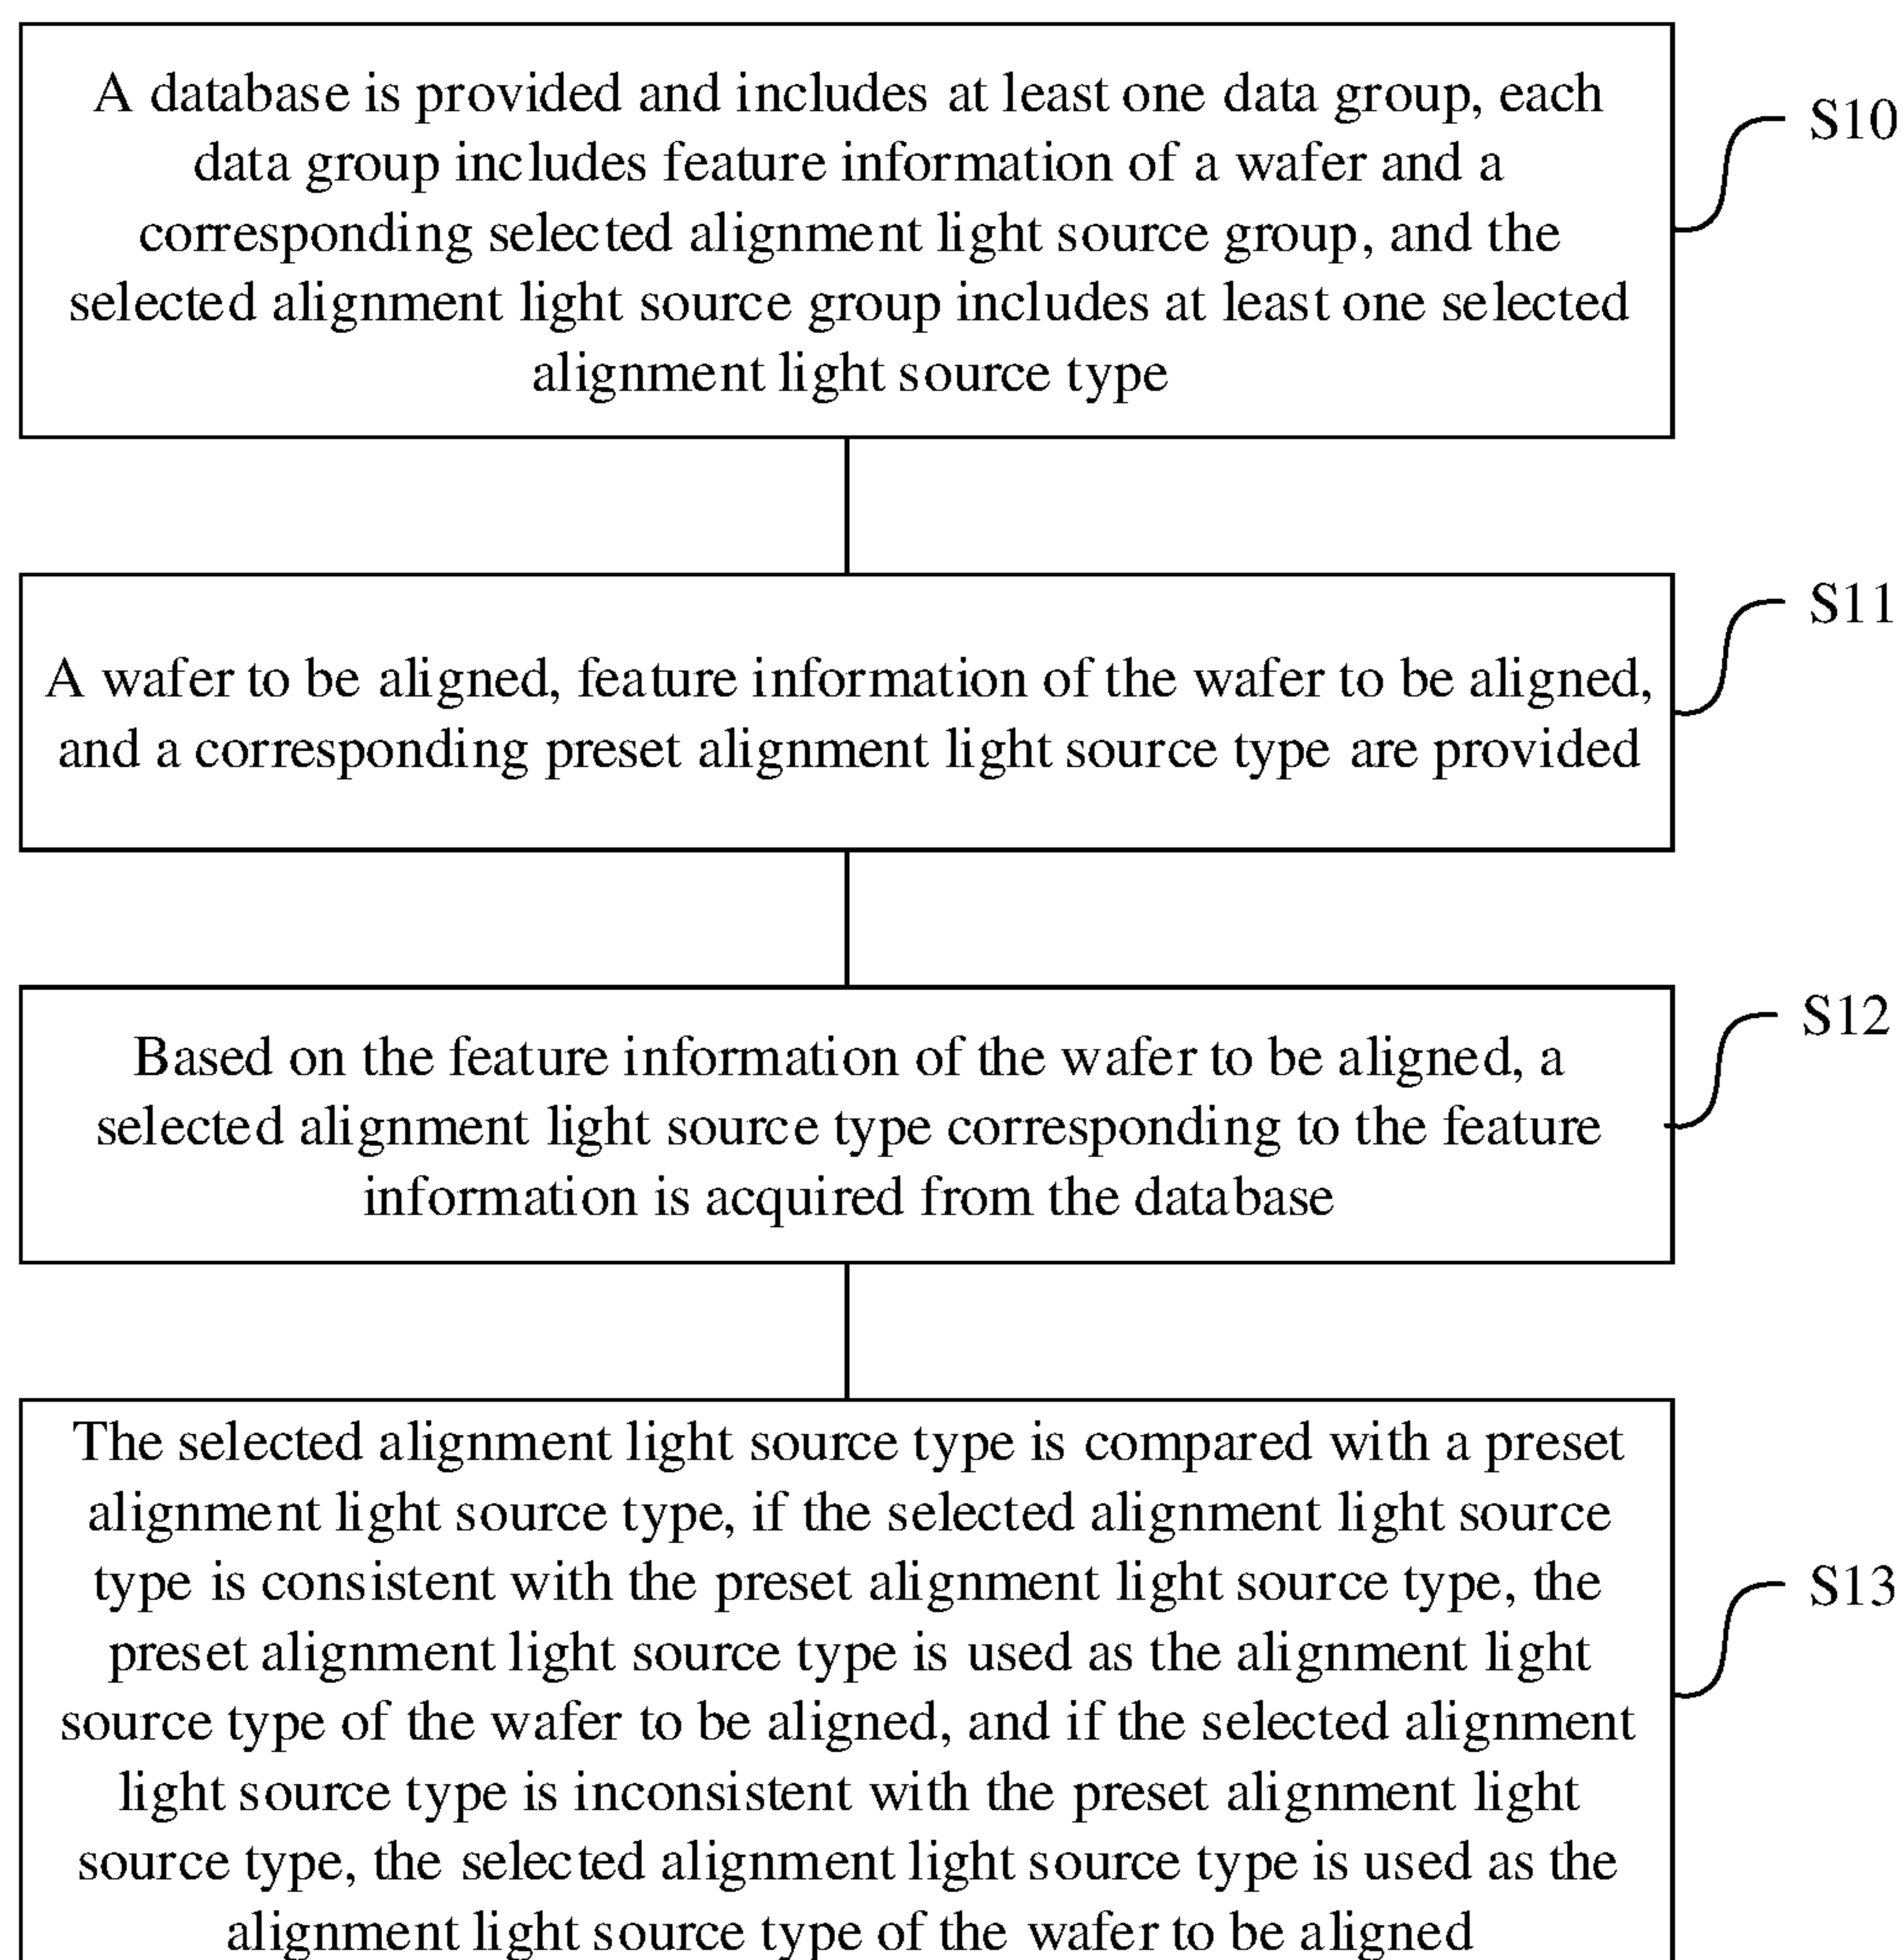 A database is provided and includes at least one data group, each
data group includes feature information of a wafer and a
corresponding selected alignment light source group, and the
selected alignment light source group includes at least one selected
alignment light source type
S10
A wafer to be aligned, feature information of the wafer to be aligned,
and a corresponding preset alignment light source type are provided
S11
Based on the feature information of the wafer to be aligned, a
selected alignment light source type corresponding to the feature
information is acquired from the database
S12
The selected alignment light source type is compared with a preset
alignment light source type, if the selected alignment light source
type is consistent with the preset alignment light source type, the
preset alignment light source type is used as the alignment light
source type of the wafer to be aligned, and if the selected alignment
light source type is inconsistent with the preset alignment light
source type, the selected alignment light source type is used as the
alignment light source type of the wafer to be aligned
S13